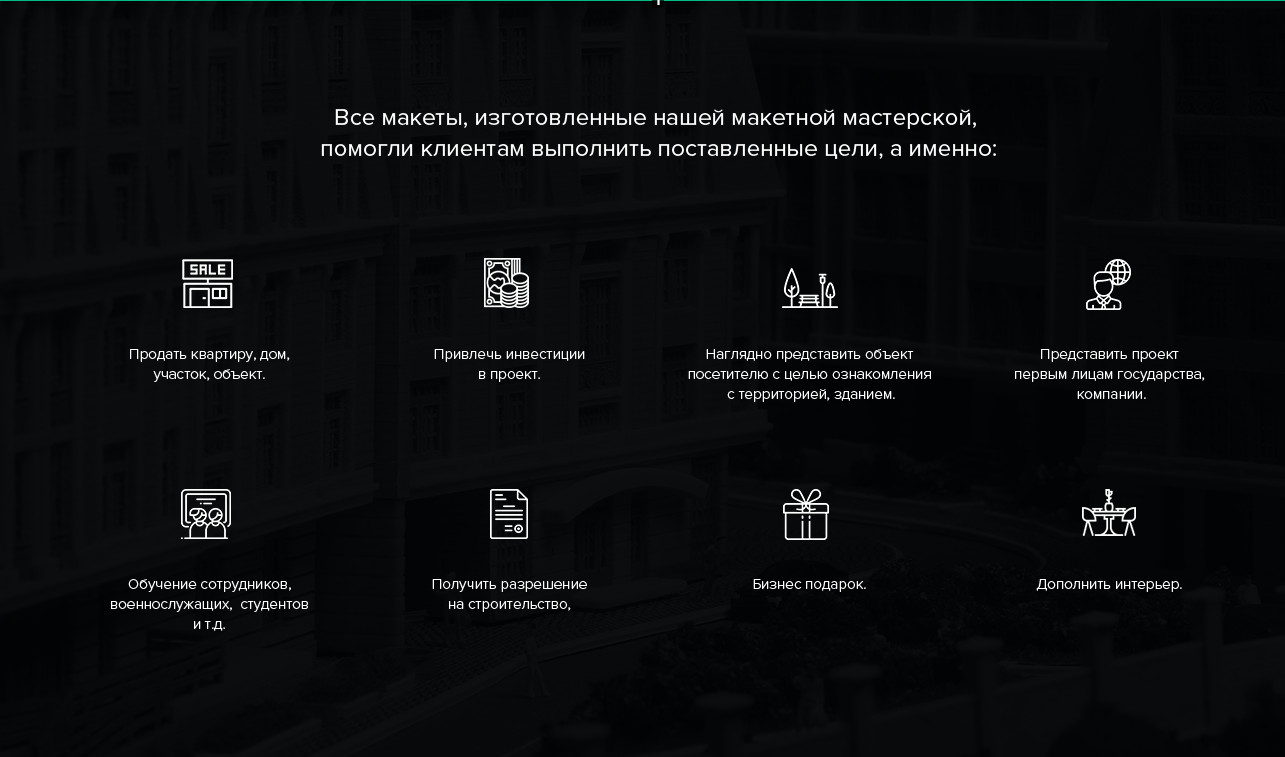 Все макеты, изготовленные нашей макетной мастерской,
помогли клиентам выполнить поставленные цели, а именно:
SALE
Продать квартиру, дом,
участок, объект.
Привлечь инвестиции
в проект.
Наглядно представить объект
посетителю с целью ознакомления
с территорией, зданием.
Представить проект
первым лицам государства,
компании.
Обучение сотрудников,
военнослужащих,  студентов
и т.д.
Получить разрешение
на строительство,
Бизнес подарок.
Дополнить интерьер.